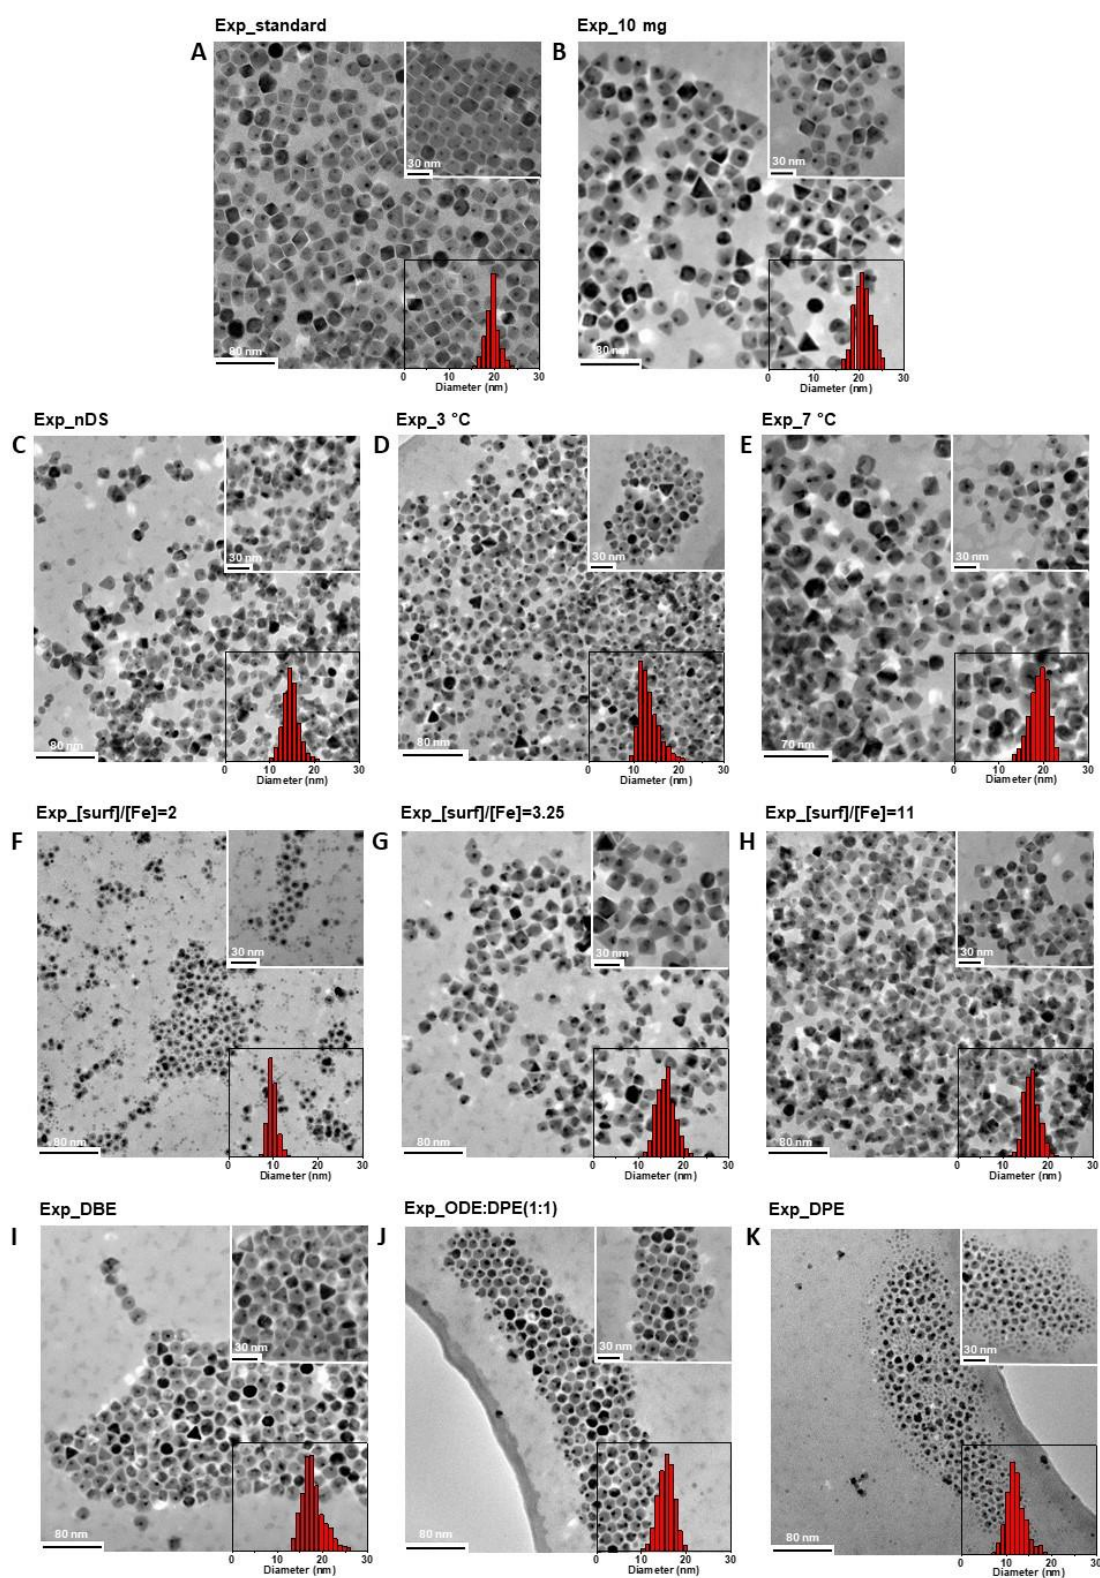 Exp_standard
Exp_10 mg
A
B
30 nm
30 nm
80 nm
80 nm
0 10 20 30
Diameter (nm)
0 10 20 30
Diameter (nm)
Exp_nDS
Exp_3 °C
Exp_7 °C
C
D
E
30 nm
30 nm
30 nm
80 nm
80 nm
70 nm
0 10 20 30
Diameter (nm)
0 10 20 30
Diameter (nm)
0 10 20 30
Diameter (nm)
Exp_[surf]/[Fe]=2
Exp_[surf]/[Fe]=3.25
Exp_[surf]/[Fe]=11
F
G
H
30 nm
30 nm
30 nm
80 nm
80 nm
80 nm
0 10 20 30
Diameter (nm)
0 10 20 30
Diameter (nm)
0 10 20 30
Diameter (nm)
Exp_DBE
Exp_ODE:DPE(1:1)
Exp_DPE
I
J
K
30 nm
30 nm
30 nm
80 nm
80 nm
80 nm
0 10 20 30
Diameter (nm)
0 10 20 30
Diameter (nm)
0 10 20 30
Diameter (nm)